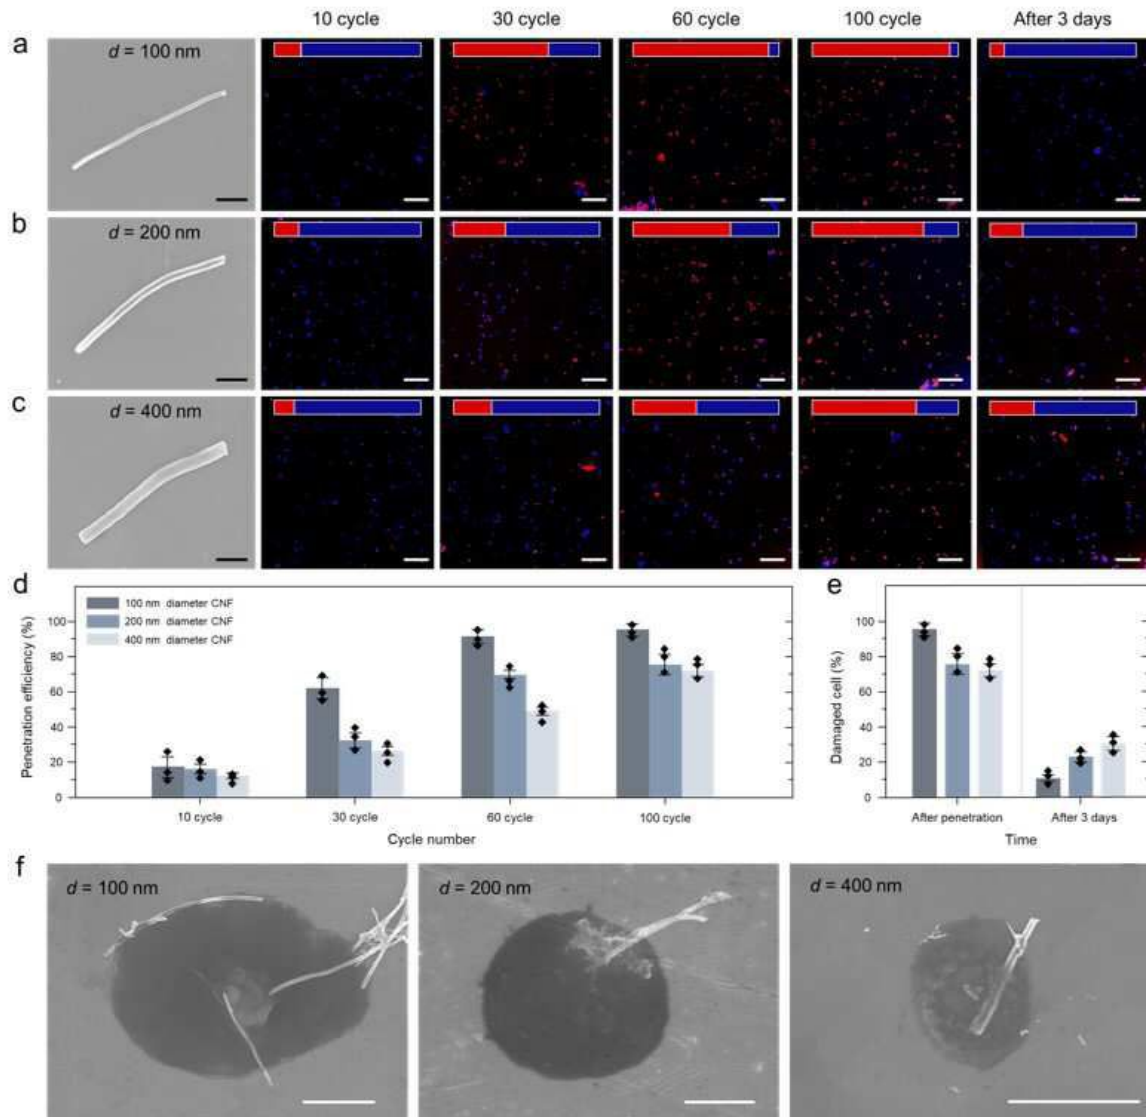 10 cycle 30 cycle 60 cycle 100 cycle After 3 days
a
d = 100 nm
b
d = 200 nm
c
d = 400 nm
d
Penetration efficiency (%)
100
80
60
40
20
0
100 nm diameter CNF
200 nm diameter CNF
400 nm diameter CNF
10 cycle 30 cycle 60 cycle 100 cycle
Cycle number
e
Damaged cell (%)
100
80
60
40
20
0
After penetration After 3 days
Time
f
d = 100 nm
d = 200 nm
d = 400 nm